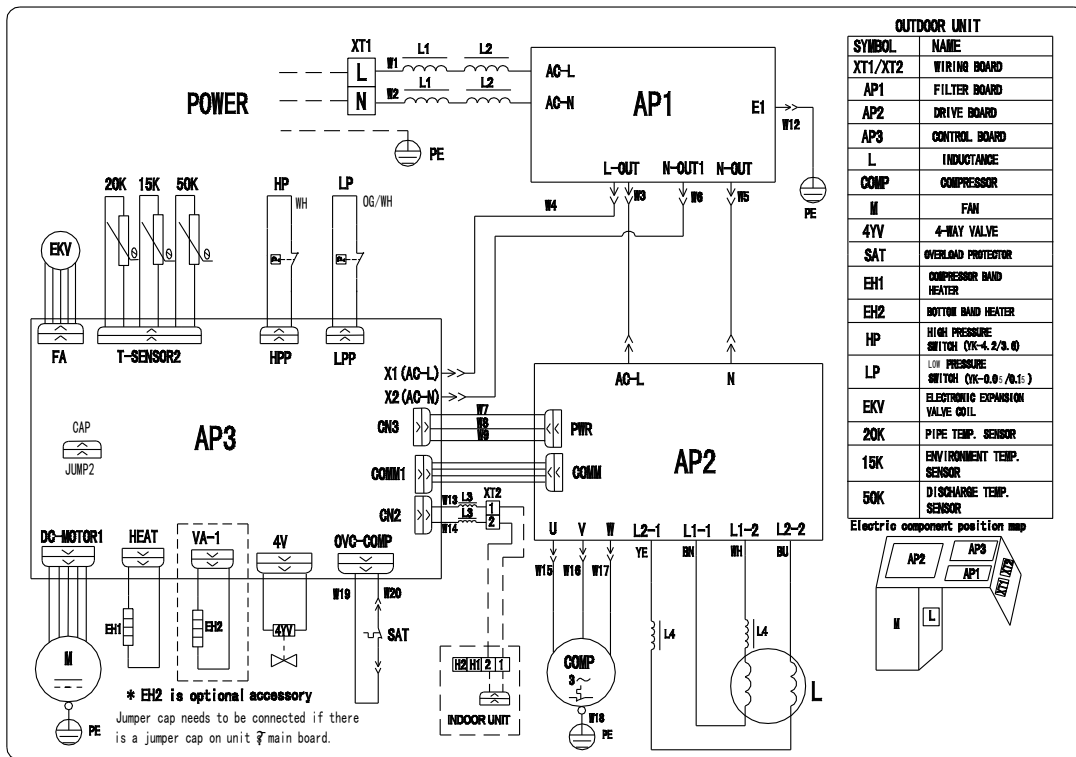 POWER
XT1
L
N
W1
L1
L2
W2
L1
L2
PE
AC-L
AC-N
AP1
E1
W12
PE
L-OUT
N-OUT1
N-OUT
W4
W3
W6
W5
20K
15K
50K
HP
WH
LP
OG/WH
EKV
FA
T-SENSOR2
HPP
LPP
X1(AC-L)
X2(AC-N)
CAP
JUMP2
AP3
CN3
W7
W8
W9
PWR
COMM1
COMM
CN2
W13
L3
W14
L3
XT2
1
2
AC-L
N
AP2
U
V
W
L2-1
L1-1
L1-2
L2-2
YE
BN
WH
BU
W15
W16
W17
L4
L4
L
COMP
3~
W18
PE
DC-MOTOR1
HEAT
VA-1
4V
OVC-COMP
W19
W20
SAT
EH1
EH2
4YV
M
PE
* EH2 is optional accessory
Jumper cap needs to be connected if there
is a jumper cap on unit main board.
H2
H1
2
1
INDOOR UNIT
OUTDOOR UNIT
SYMBOL NAME
XT1/XT2 WIRING BOARD
AP1 FILTER BOARD
AP2 DRIVE BOARD
AP3 CONTROL BOARD
L INDUCTANCE
COMP COMPRESSOR
M FAN
4YV 4-WAY VALVE
SAT OVERLOAD PROTECTOR
EH1 COMPRESSOR BAND
HEATER
EH2 BOTTOM BAND HEATER
HP HIGH PRESSURE
SWITCH (YK-4.2/3.6)
LP LOW PRESSURE
SWITCH (YK-0.05/0.15)
EKV ELECTRONIC EXPANSION
VALVE COIL
20K PIPE TEMP. SENSOR
15K ENVIRONMENT TEMP.
SENSOR
50K DISCHARGE TEMP.
SENSOR
Electric component position map
AP2
AP3
AP1
XT1
XT2
M
L